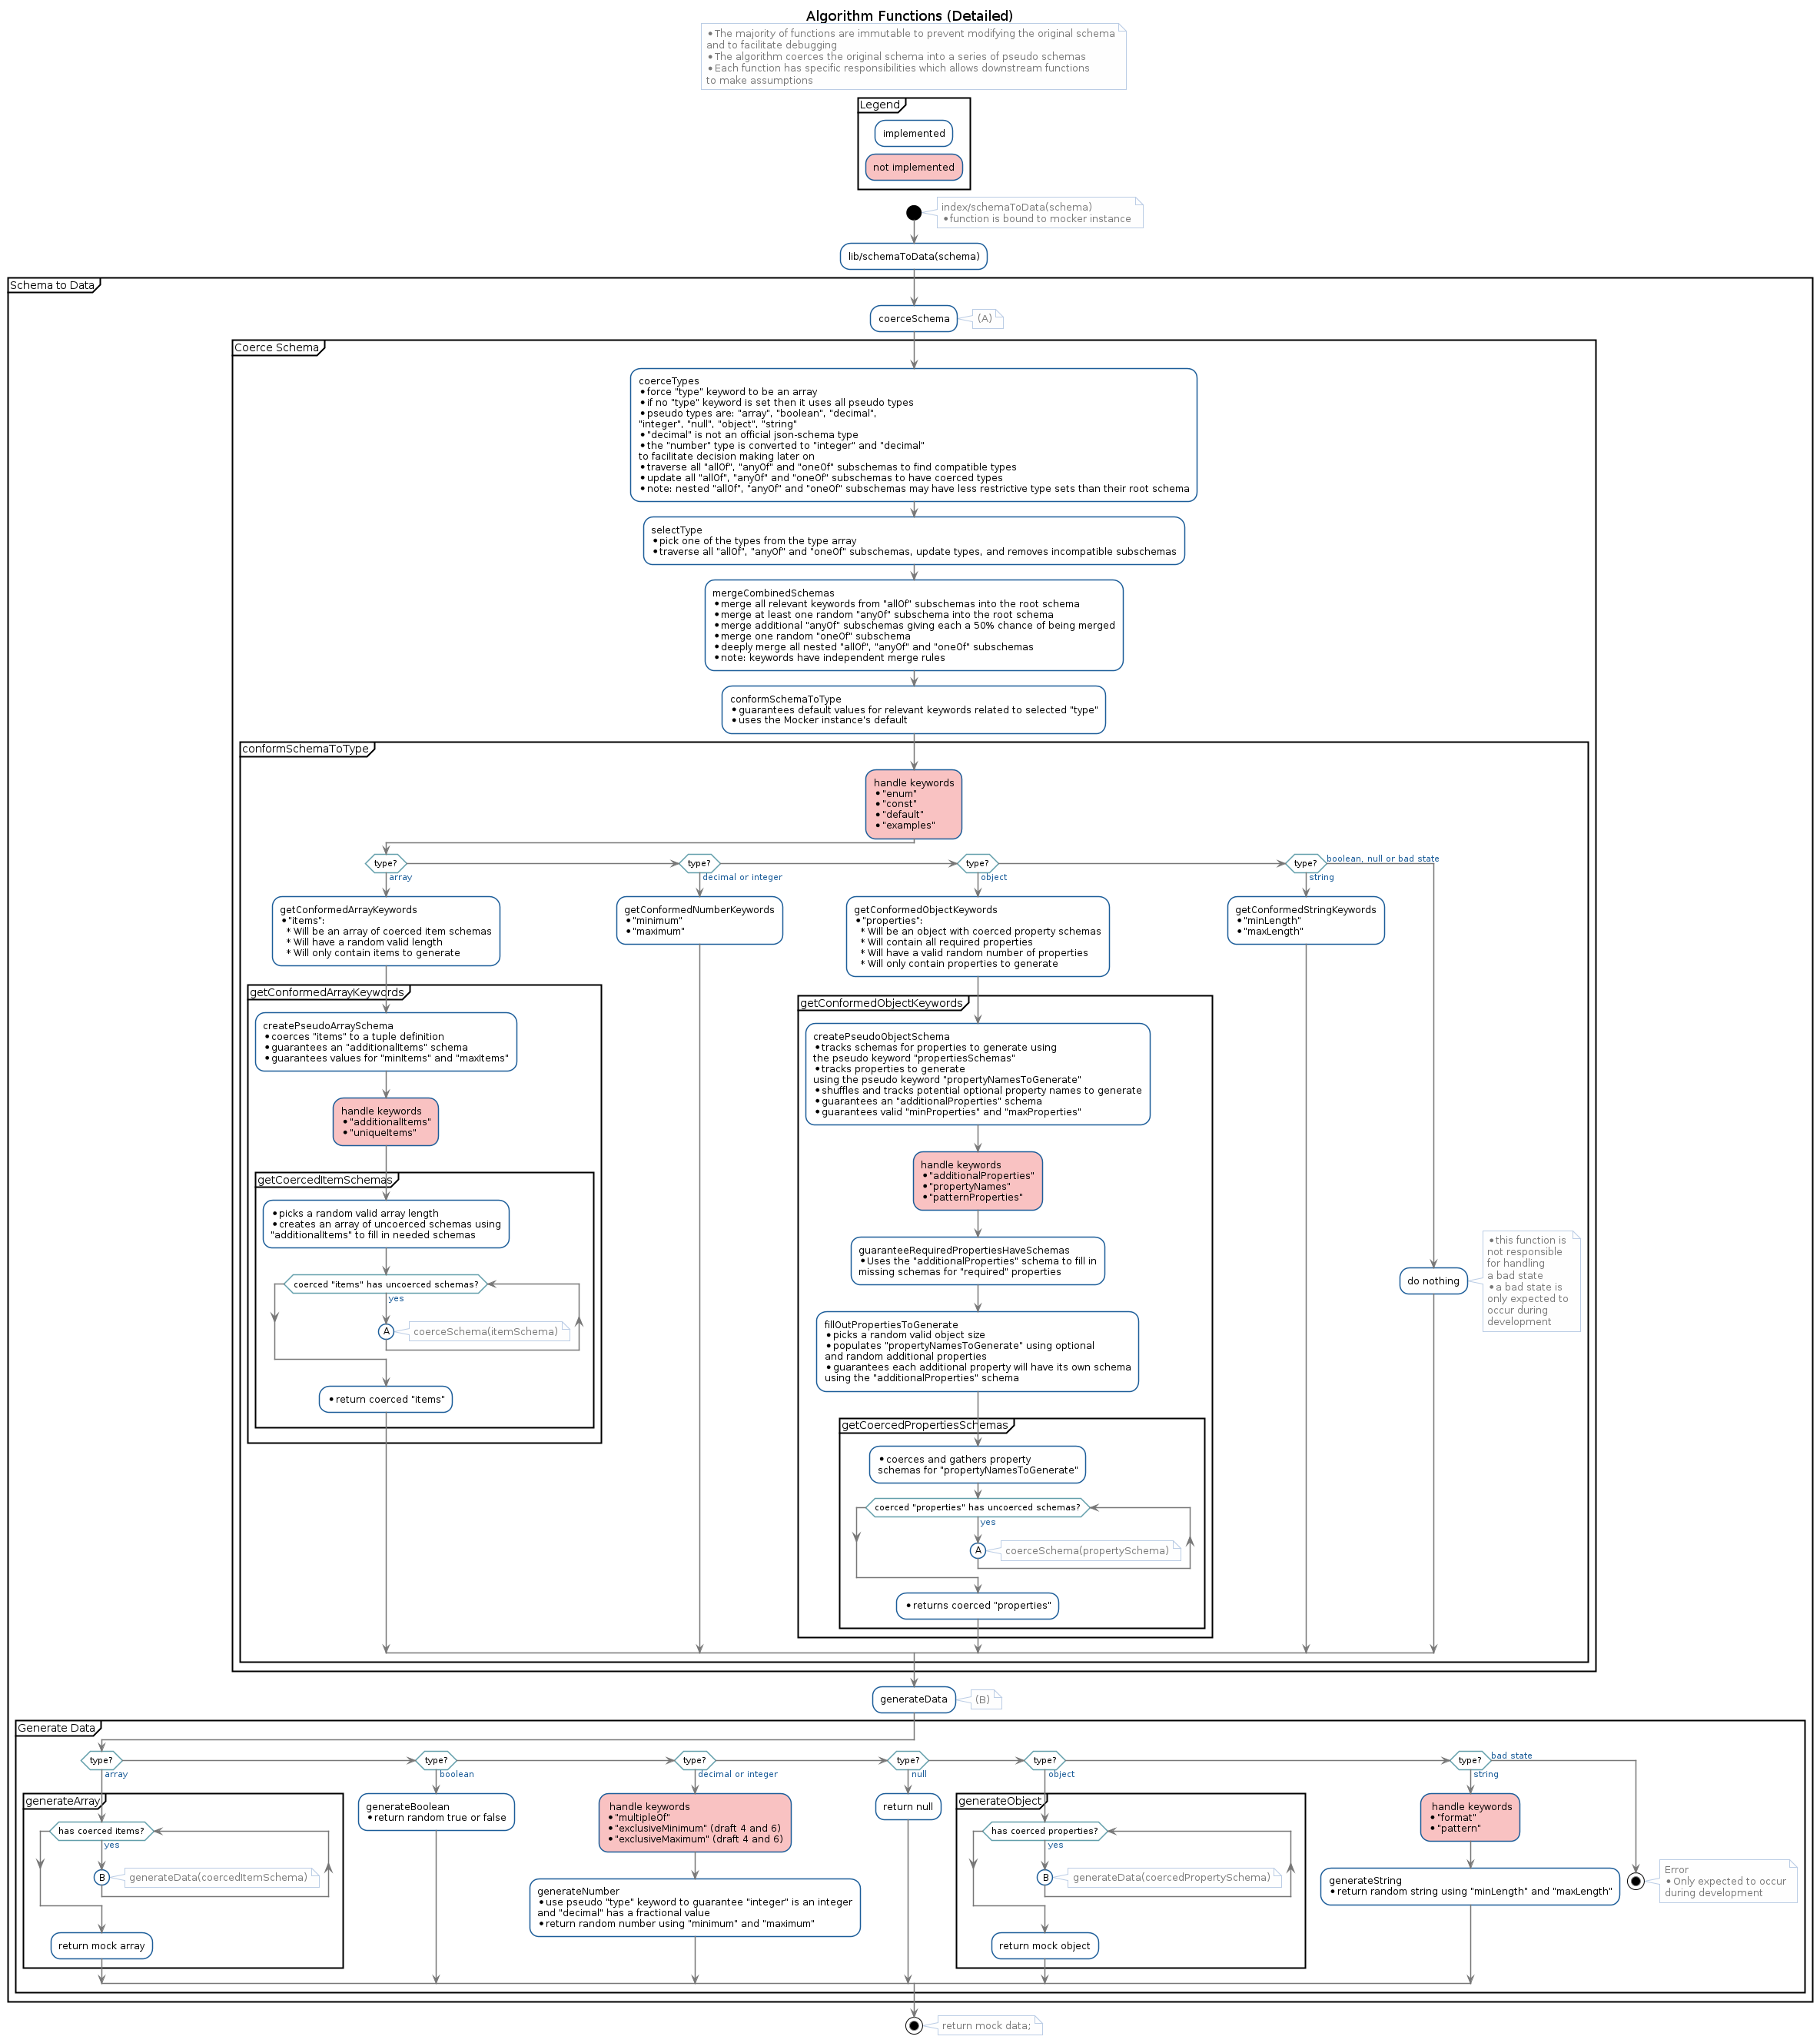 Algorithm Functions (Detailed)
•The majority of functions are immutable to prevent modifying the original schema
and to facilitate debugging
•The algorithm coerces the original schema into a series of pseudo schemas
•Each function has specific responsibilities which allows downstream functions
to make assumptions
Legend
implemented
not implemented
index/schemaToData(schema)
•function is bound to mocker instance
lib/schemaToData(schema)
Schema to Data
coerceSchema
(A)
Coerce Schema
coerceTypes
•force "type" keyword to be an array
•if no "type" keyword is set then it uses all pseudo types
•pseudo types are: "array", "boolean", "decimal",
"integer", "null", "object", "string"
•"decimal" is not an official json-schema type
•the "number" type is converted to "integer" and "decimal"
to facilitate decision making later on
•traverse all "allOf", "anyOf" and "oneOf" subschemas to find compatible types
•update all "allOf", "anyOf" and "oneOf" subschemas to have coerced types
•note: nested "allOf", "anyOf" and "oneOf" subschemas may have less restrictive type sets than their root schema
selectType
•pick one of the types from the type array
•traverse all "allOf", "anyOf" and "oneOf" subschemas, update types, and removes incompatible subschemas
mergeCombinedSchemas
•merge all relevant keywords from "allOf" subschemas into the root schema
•merge at least one random "anyOf" subschema into the root schema
•merge additional "anyOf" subschemas giving each a 50% chance of being merged
•merge one random "oneOf" subschema
•deeply merge all nested "allOf", "anyOf" and "oneOf" subschemas
•note: keywords have independent merge rules
conformSchemaToType
•guarantees default values for relevant keywords related to selected "type"
•uses the Mocker instance's default
conformSchemaToType
handle keywords
•"enum"
•"const"
•"default"
•"examples"
type?
array
type?
decimal or integer
type?
object
type?
string
boolean, null or bad state
getConformedArrayKeywords
•"items":
* Will be an array of coerced item schemas
* Will have a random valid length
* Will only contain items to generate
getConformedNumberKeywords
•"minimum"
•"maximum"
getConformedObjectKeywords
•"properties":
* Will be an object with coerced property schemas
* Will contain all required properties
* Will have a valid random number of properties
* Will only contain properties to generate
getConformedStringKeywords
•"minLength"
•"maxLength"
getConformedArrayKeywords
createPseudoArraySchema
•coerces "items" to a tuple definition
•guarantees an "additionalItems" schema
•guarantees values for "minItems" and "maxItems"
handle keywords
•"additionalItems"
•"uniqueItems"
getCoercedItemSchemas
•picks a random valid array length
•creates an array of uncoerced schemas using
"additionalItems" to fill in needed schemas
coerced "items" has uncoerced schemas?
yes
A
coerceSchema(itemSchema)
•return coerced "items"
getConformedObjectKeywords
createPseudoObjectSchema
•tracks schemas for properties to generate using
the pseudo keyword "propertiesSchemas"
•tracks properties to generate
using the pseudo keyword "propertyNamesToGenerate"
•shuffles and tracks potential optional property names to generate
•guarantees an "additionalProperties" schema
•guarantees valid "minProperties" and "maxProperties"
handle keywords
•"additionalProperties"
•"propertyNames"
•"patternProperties"
guaranteeRequiredPropertiesHaveSchemas
•Uses the "additionalProperties" schema to fill in
missing schemas for "required" properties
fillOutPropertiesToGenerate
•picks a random valid object size
•populates "propertyNamesToGenerate" using optional
and random additional properties
•guarantees each additional property will have its own schema
using the "additionalProperties" schema
getCoercedPropertiesSchemas
•coerces and gathers property
schemas for "propertyNamesToGenerate"
coerced "properties" has uncoerced schemas?
yes
A
coerceSchema(propertySchema)
•returns coerced "properties"
do nothing
•this function is
not responsible
for handling
a bad state
•a bad state is
only expected to
occur during
development
generateData
(B)
Generate Data
type?
array
type?
boolean
type?
decimal or integer
type?
null
type?
object
type?
string
bad state
generateArray
has coerced items?
yes
B
generateData(coercedItemSchema)
return mock array
generateBoolean
•return random true or false
handle keywords
•"multipleOf"
•"exclusiveMinimum" (draft 4 and 6)
•"exclusiveMaximum" (draft 4 and 6)
generateNumber
•use pseudo "type" keyword to guarantee "integer" is an integer
and "decimal" has a fractional value
•return random number using "minimum" and "maximum"
return null
generateObject
has coerced properties?
yes
B
generateData(coercedPropertySchema)
return mock object
handle keywords
•"format"
•"pattern"
generateString
•return random string using "minLength" and "maxLength"
Error
•Only expected to occur
during development
return mock data;